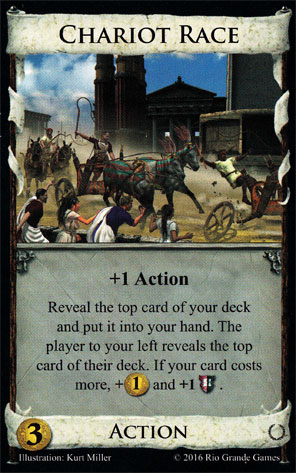 CHARIOT RACE
+1 Action
Reveal the top card of your deck
and put it into your hand. The
player to your left reveals the top
card of their deck. If your card costs
more, +1 and +1 .
3 ACTION
Illustration: Kurt Miller © 2016 Rio Grande Games